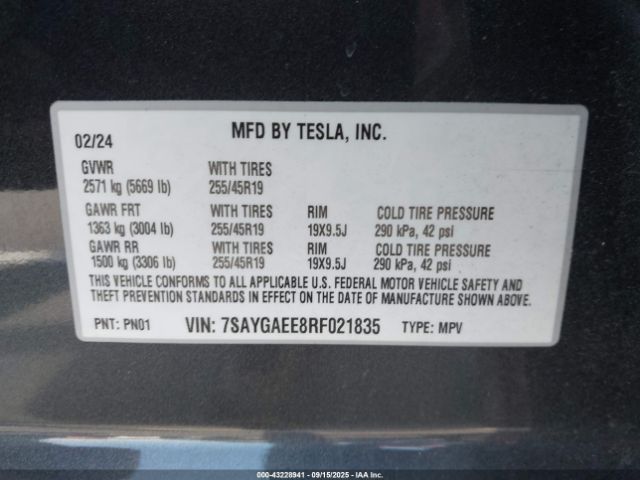 02/24 MFD BY TESLA, INC.
GVWR WITH TIRES
2571 kg (5669 lb) 255/45R19
GAWR FRT WITH TIRES RIM COLD TIRE PRESSURE
1363 kg (3004 lb) 255/45R19 19X9.5J 290 kPa, 42 psi
GAWR RR WITH TIRES RIM COLD TIRE PRESSURE
1500 kg (3306 lb) 255/45R19 19X9.5J 290 kPa, 42 psi
THIS VEHICLE CONFORMS TO ALL APPLICABLE U.S. FEDERAL MOTOR VEHICLE SAFETY AND
THEFT PREVENTION STANDARDS IN EFFECT ON THE DATE OF MANUFACTURE SHOWN ABOVE.
PNT: PN01 VIN: 7SAYGAEE8RF021835 TYPE: MPV
000-43228941 - 09/15/2025 - IAA Inc.